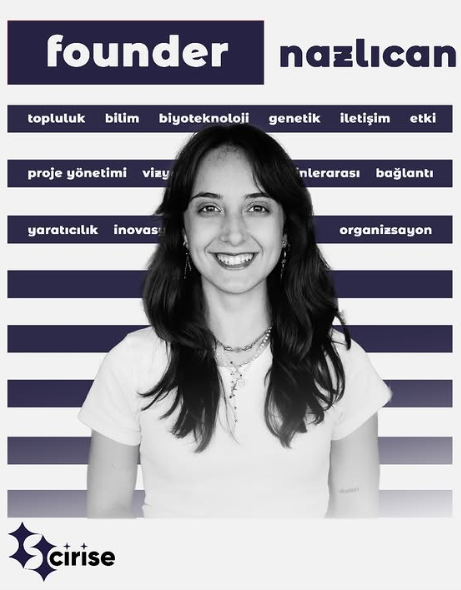 founder nazlıcan
topluluk bilim biyoteknoloji genetik iletişim etki
proje yönetimi bağlantı
yaratıcılık organizsayon
scirise